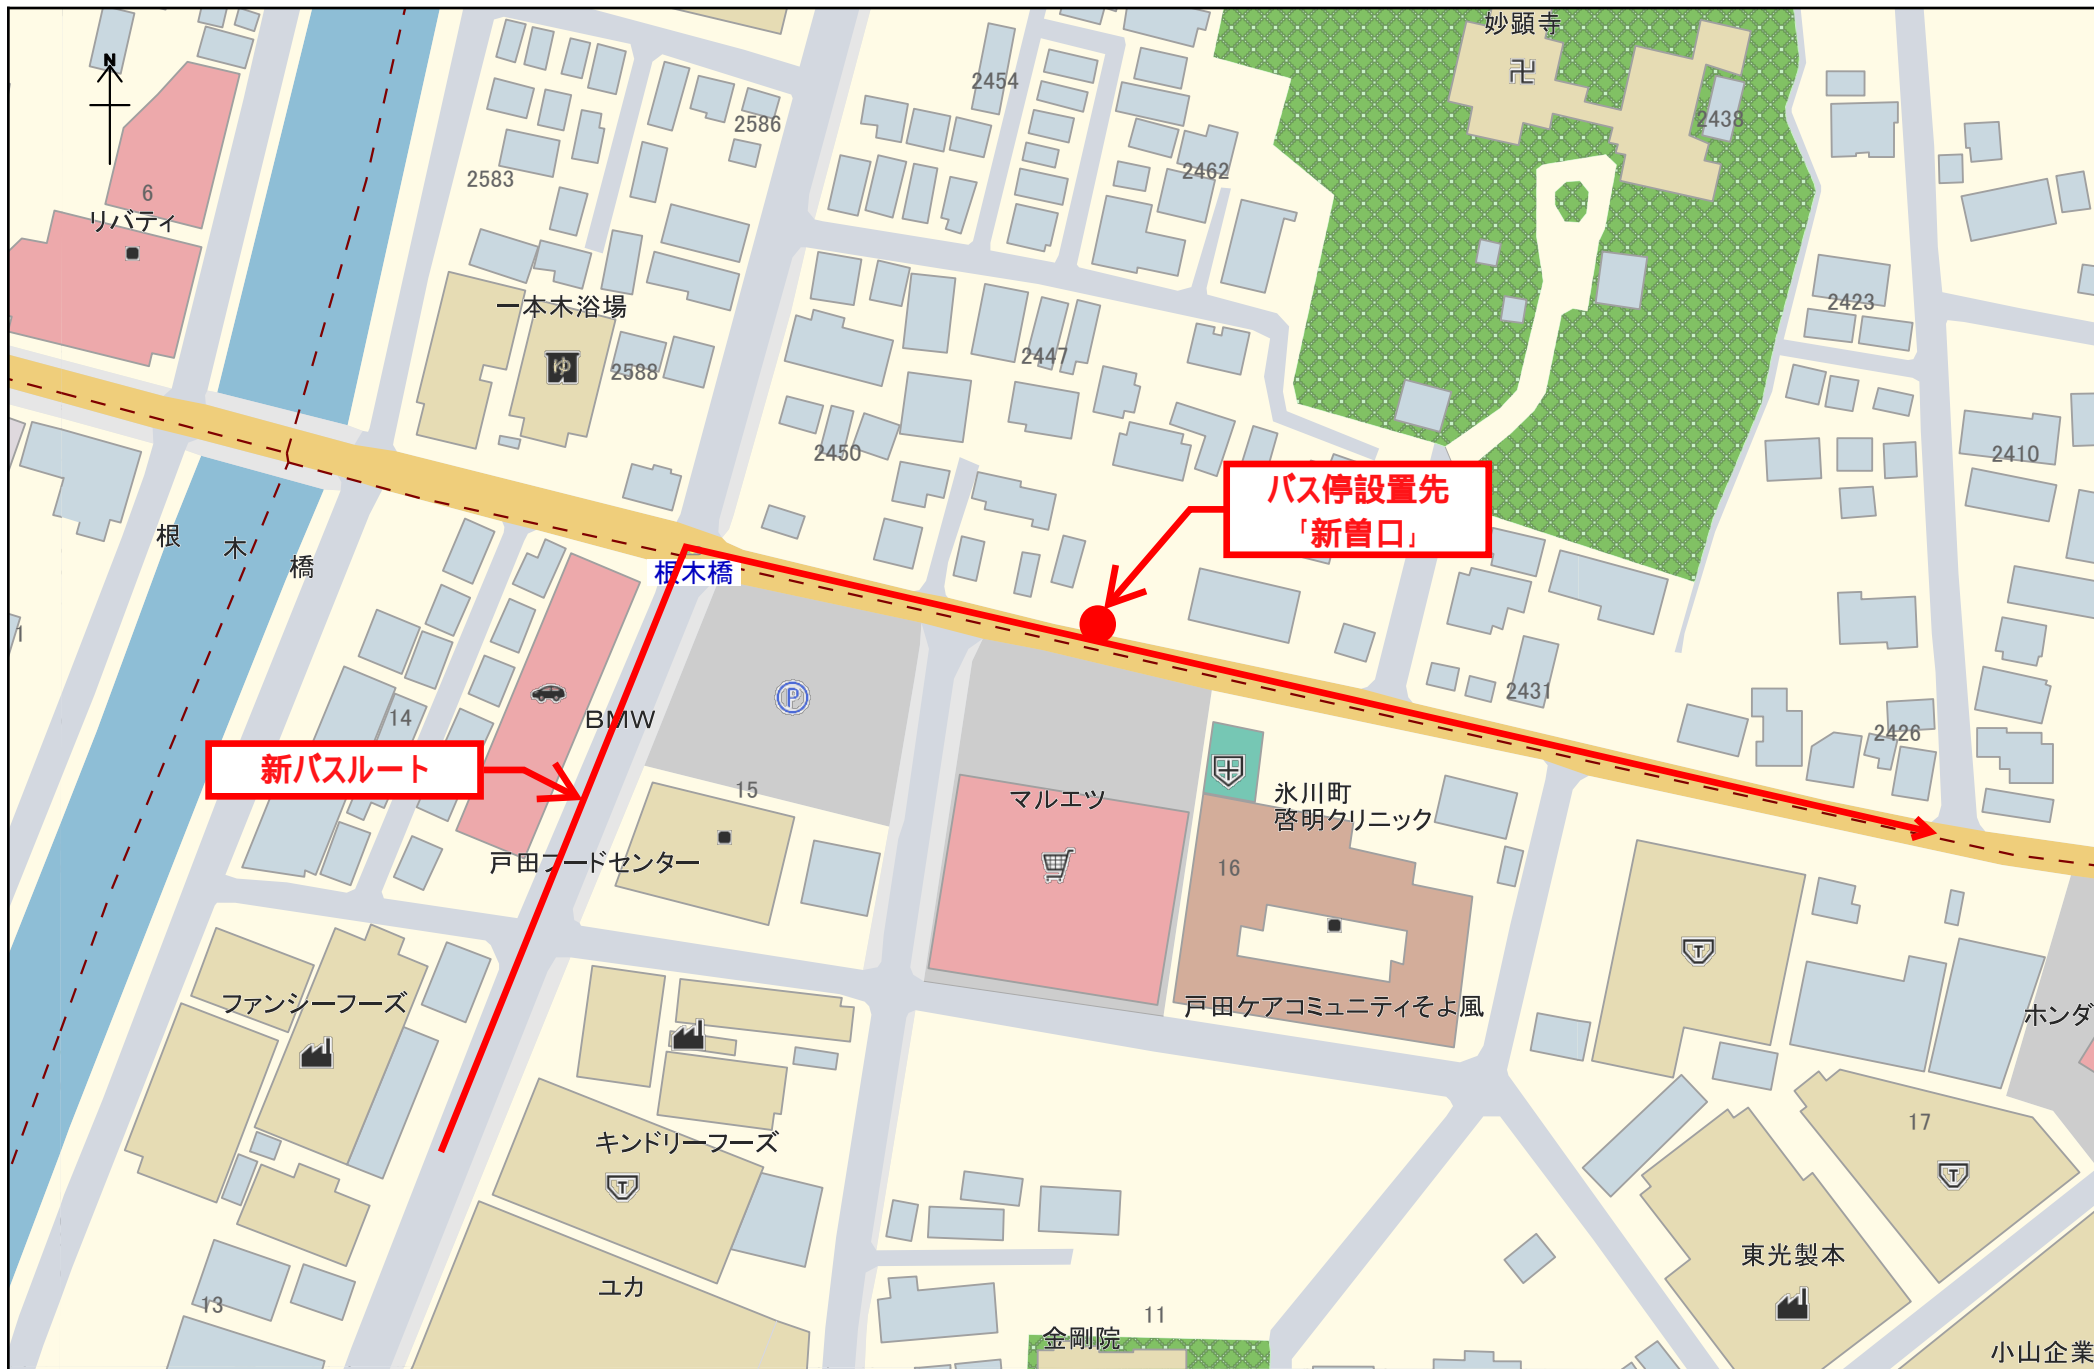 妙顕寺
N
2454
2438
2586
2462
2583
6
リバティ
2423
一本木浴場
ゆ
2447
2588
2450
2410
バス停設置先
「新曽口」
根木橋
根木橋
1
2431
14
BMW
P
2426
新バスルート
15
マルエツ
氷川町
啓明クリニック
戸田フードセンター
16
T
ファンシーフーズ
戸田ケアコミュニティそよ風
ホンダ
17
キンドリーフーズ
T
T
東光製本
ユカ
13
11
金剛院
小山企業